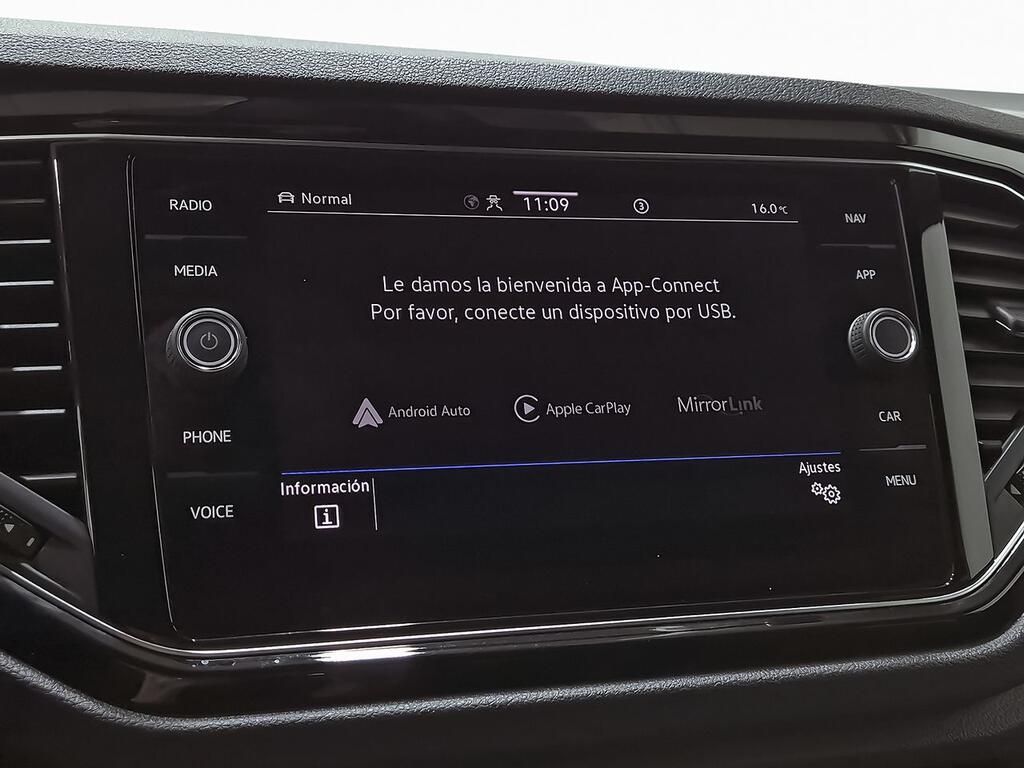 RADIO
MEDIA
PHONE
VOICE
Normal
11:09
3
16.0°C
Le damos la bienvenida a App-Connect
Por favor, conecte un dispositivo por USB.
Android Auto
Apple CarPlay
MirrorLink
Información
i
Ajustes
NAV
APP
CAR
MENU